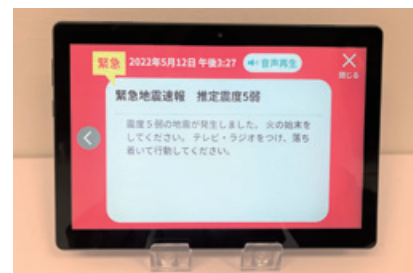 緊急 2022年5月12日 午後3:27 音声再生
閉じる
緊急地震速報　推定震度5弱
震度５弱の地震が発生しました。 火の始末を
してください。 テレビ・ラジオをつけ、落ち
着いて行動してください。